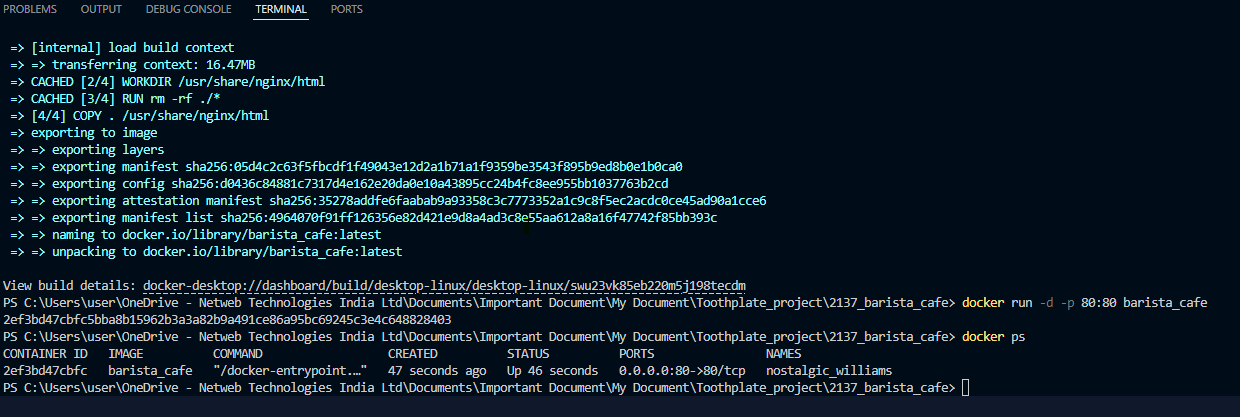 PROBLEMS OUTPUT DEBUG CONSOLE TERMINAL PORTS
=> [internal] load build context
=> => transferring context: 16.47MB
=> CACHED [2/4] WORKDIR /usr/share/nginx/html
=> CACHED [3/4] RUN rm -rf ./*
=> [4/4] COPY . /usr/share/nginx/html
=> exporting to image
=> => exporting layers
=> => exporting manifest sha256:05d4c2c63f5fbcdf1f49043e12d2a1b71a1f9359be3543f895b9ed8b0e1b0ca0
=> => exporting config sha256:d0436c84881c7317d4e162e20da0e10a43895cc24b4fc8ee955bb1037763b2cd
=> => exporting attestation manifest sha256:35278addfe6faabab9a93358c3c7773352a1c9c8f5ec2acdc0ce45ad90a1cce6
=> => exporting manifest list sha256:4964070f91ff126356e82d421e9d8a4ad3c8e55aa612a8a16f47742f85bb393c
=> => naming to docker.io/library/barista_cafe:latest
=> => unpacking to docker.io/library/barista_cafe:latest
View build details: docker-desktop://dashboard/build/desktop-linux/desktop-linux/swu23vk85eb220m5j198tecdm
PS C:\Users\user\OneDrive - Netweb Technologies India Ltd\Documents\Important Document\My Document\Toothplate_project\2137_barista_cafe> docker run -d -p 80:80 barista_cafe
2ef3bd47cbfc5bba8b15962b3a3a82b9a491ce86a95bc69245c3e4c648828403
PS C:\Users\user\OneDrive - Netweb Technologies India Ltd\Documents\Important Document\My Document\Toothplate_project\2137_barista_cafe> docker ps
CONTAINER ID IMAGE COMMAND CREATED STATUS PORTS NAMES
2ef3bd47cbfc barista_cafe "/docker-entrypoint.…" 47 seconds ago Up 46 seconds 0.0.0.0:80->80/tcp nostalgic_williams
PS C:\Users\user\OneDrive - Netweb Technologies India Ltd\Documents\Important Document\My Document\Toothplate_project\2137_barista_cafe>